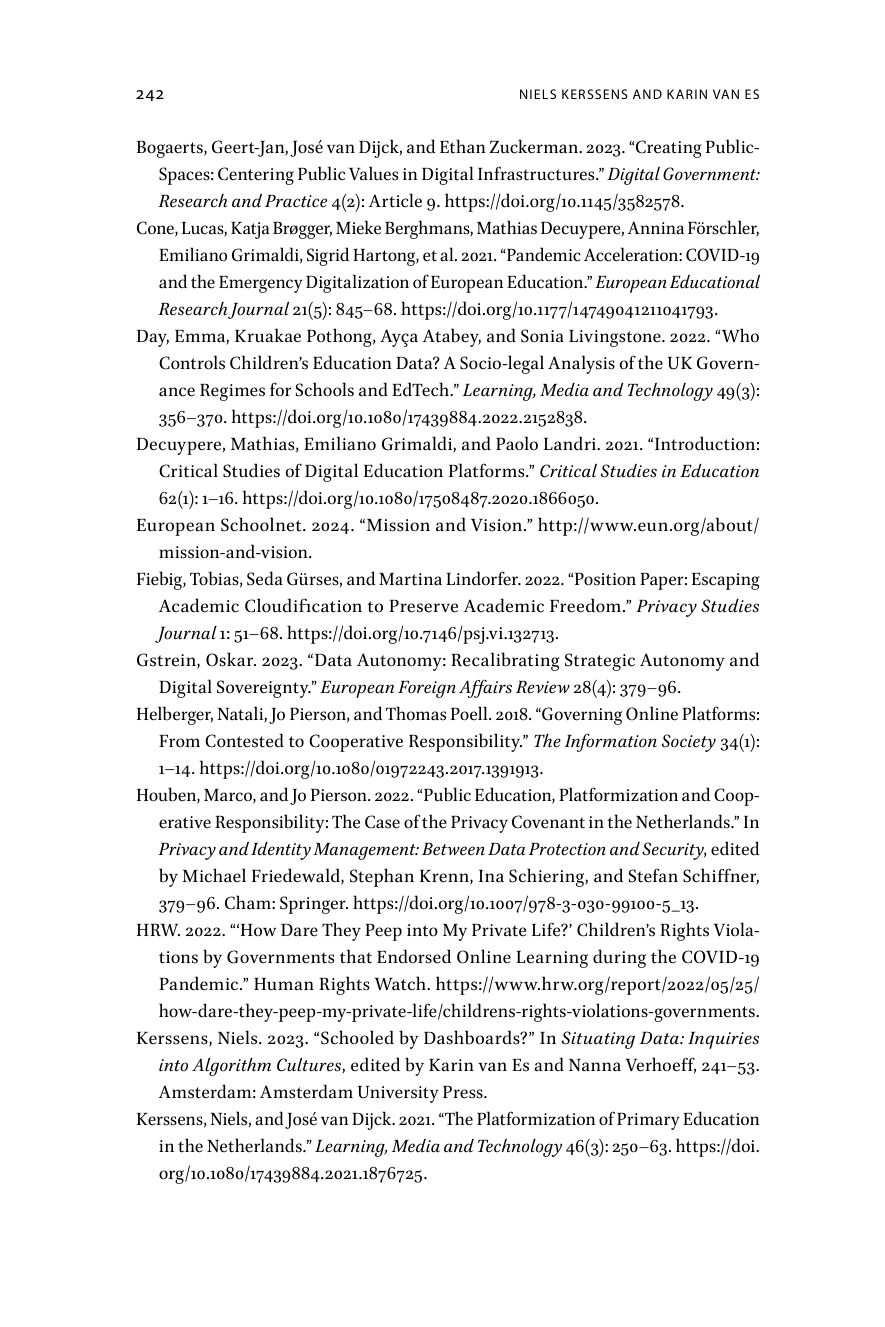 242
NIELS KERSSENS AND KARIN VAN ES
Bogaerts, Geert-Jan, José van Dijck, and Ethan Zuckerman. 2023. “Creating Public-
Spaces: Centering Public Values in Digital Infrastructures.” Digital Government:
Research and Practice 4(2): Article 9. https://doi.org/10.1145/3582578.
Cone, Lucas, Katja Brøgger, Mieke Berghmans, Mathias Decuypere, Annina Förschler,
Emiliano Grimaldi, Sigrid Hartong, et al. 2021. “Pandemic Acceleration: COVID-19
and the Emergency Digitalization of European Education.” European Educational
Research Journal 21(5): 845–68. https://doi.org/10.1177/14749041211041793.
Day, Emma, Kruakae Pothong, Ayça Atabey, and Sonia Livingstone. 2022. “Who
Controls Children’s Education Data? A Socio-legal Analysis of the UK Govern-
ance Regimes for Schools and EdTech.” Learning, Media and Technology 49(3):
356–370. https://doi.org/10.1080/17439884.2022.2152838.
Decuypere, Mathias, Emiliano Grimaldi, and Paolo Landri. 2021. “Introduction:
Critical Studies of Digital Education Platforms.” Critical Studies in Education
62(1): 1–16. https://doi.org/10.1080/17508487.2020.1866050.
European Schoolnet. 2024. “Mission and Vision.” http://www.eun.org/about/
mission-and-vision.
Fiebig, Tobias, Seda Gürses, and Martina Lindorfer. 2022. “Position Paper: Escaping
Academic Cloudification to Preserve Academic Freedom.” Privacy Studies
Journal 1: 51–68. https://doi.org/10.7146/psj.vi.132713.
Gstrein, Oskar. 2023. “Data Autonomy: Recalibrating Strategic Autonomy and
Digital Sovereignty.” European Foreign Affairs Review 28(4): 379–96.
Helberger, Natali, Jo Pierson, and Thomas Poell. 2018. “Governing Online Platforms:
From Contested to Cooperative Responsibility.” The Information Society 34(1):
1–14. https://doi.org/10.1080/01972243.2017.1391913.
Houben, Marco, and Jo Pierson. 2022. “Public Education, Platformization and Coop-
erative Responsibility: The Case of the Privacy Covenant in the Netherlands.” In
Privacy and Identity Management: Between Data Protection and Security, edited
by Michael Friedewald, Stephan Krenn, Ina Schiering, and Stefan Schiffner,
379–96. Cham: Springer. https://doi.org/10.1007/978-3-030-99100-5_13.
HRW. 2022. “‘How Dare They Peep into My Private Life?’ Children’s Rights Viola-
tions by Governments that Endorsed Online Learning during the COVID-19
Pandemic.” Human Rights Watch. https://www.hrw.org/report/2022/05/25/
how-dare-they-peep-my-private-life/childrens-rights-violations-governments.
Kerssens, Niels. 2023. “Schooled by Dashboards?” In Situating Data: Inquiries
into Algorithm Cultures, edited by Karin van Es and Nanna Verhoeff, 241–53.
Amsterdam: Amsterdam University Press.
Kerssens, Niels, and José van Dijck. 2021. “The Platformization of Primary Education
in the Netherlands.” Learning, Media and Technology 46(3): 250–63. https://doi.
org/10.1080/17439884.2021.1876725.